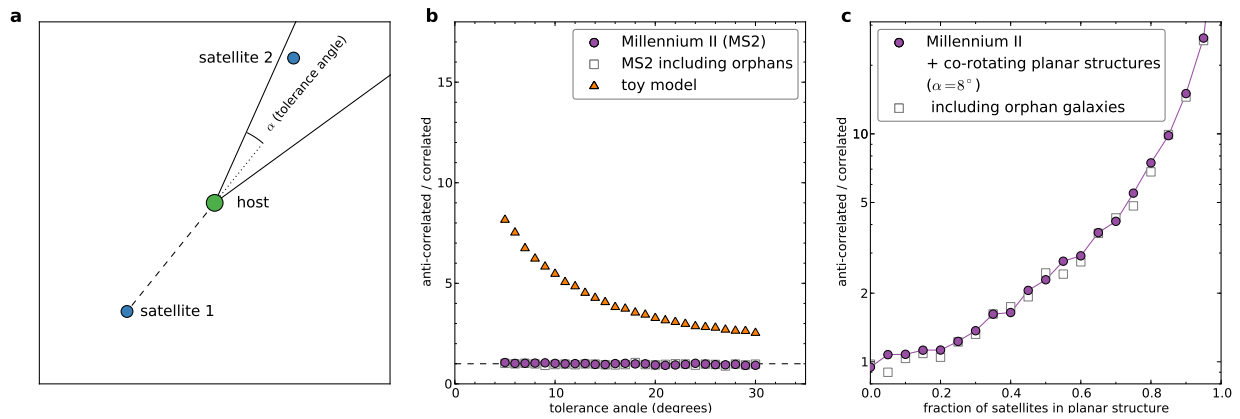 a
satellite 2
α (tolerance angle)
host
satellite 1
b
anti-correlated / correlated
15
10
5
0
0
10
20
30
tolerance angle (degrees)
Millennium II (MS2)
MS2 including orphans
toy model
c
anti-correlated / correlated
10
5
2
1
0.0
0.2
0.4
0.6
0.8
1.0
fraction of satellites in planar structure
Millennium II
+ co-rotating planar structures
(α=8°)
including orphan galaxies